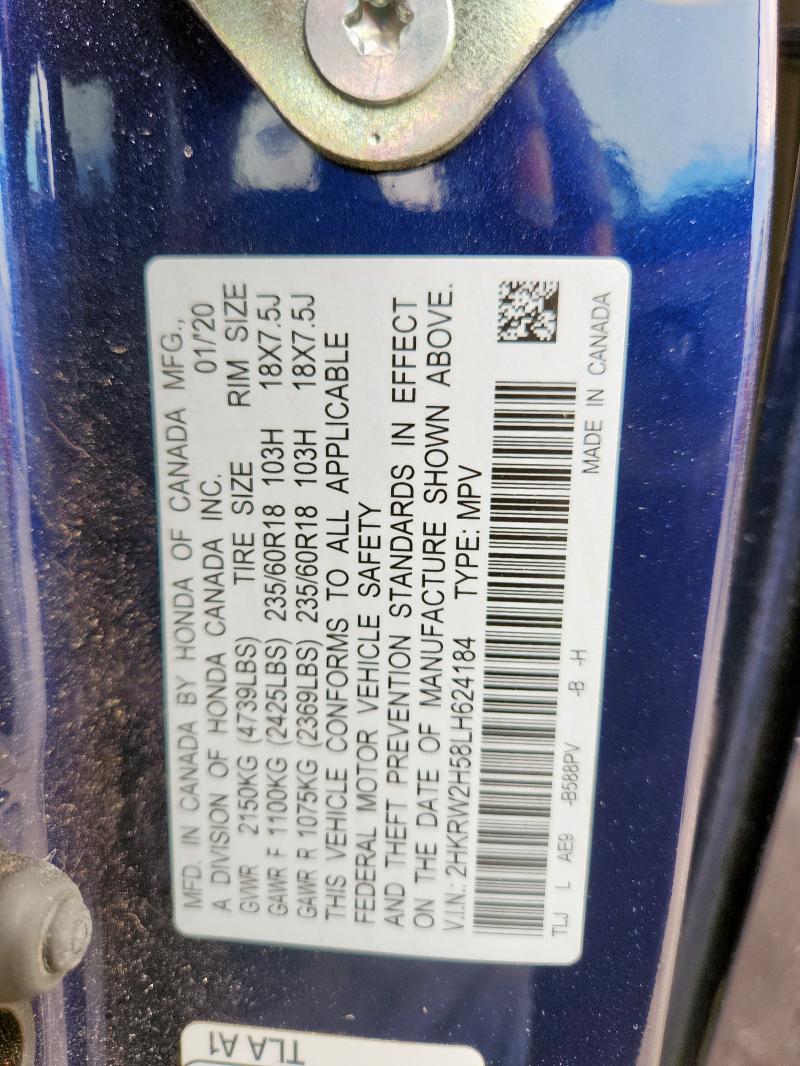 MFD. IN CANADA BY HONDA OF CANADA MFG.,
A DIVISION OF HONDA CANADA INC. 01/'20
GVWR 2150KG (4739LBS) TIRE SIZE RIM SIZE
GAWR F 1100KG (2425LBS) 235/60R18 103H 18X7.5J
GAWR R 1075KG (2369LBS) 235/60R18 103H 18X7.5J
THIS VEHICLE CONFORMS TO ALL APPLICABLE
FEDERAL MOTOR VEHICLE SAFETY
AND THEFT PREVENTION STANDARDS IN EFFECT
ON THE DATE OF MANUFACTURE SHOWN ABOVE.
V.I.N.: 2HKRW2H58LH624184 TYPE: MPV
TLJ L AE9 -B588PV -B -H MADE IN CANADA
TLA A1